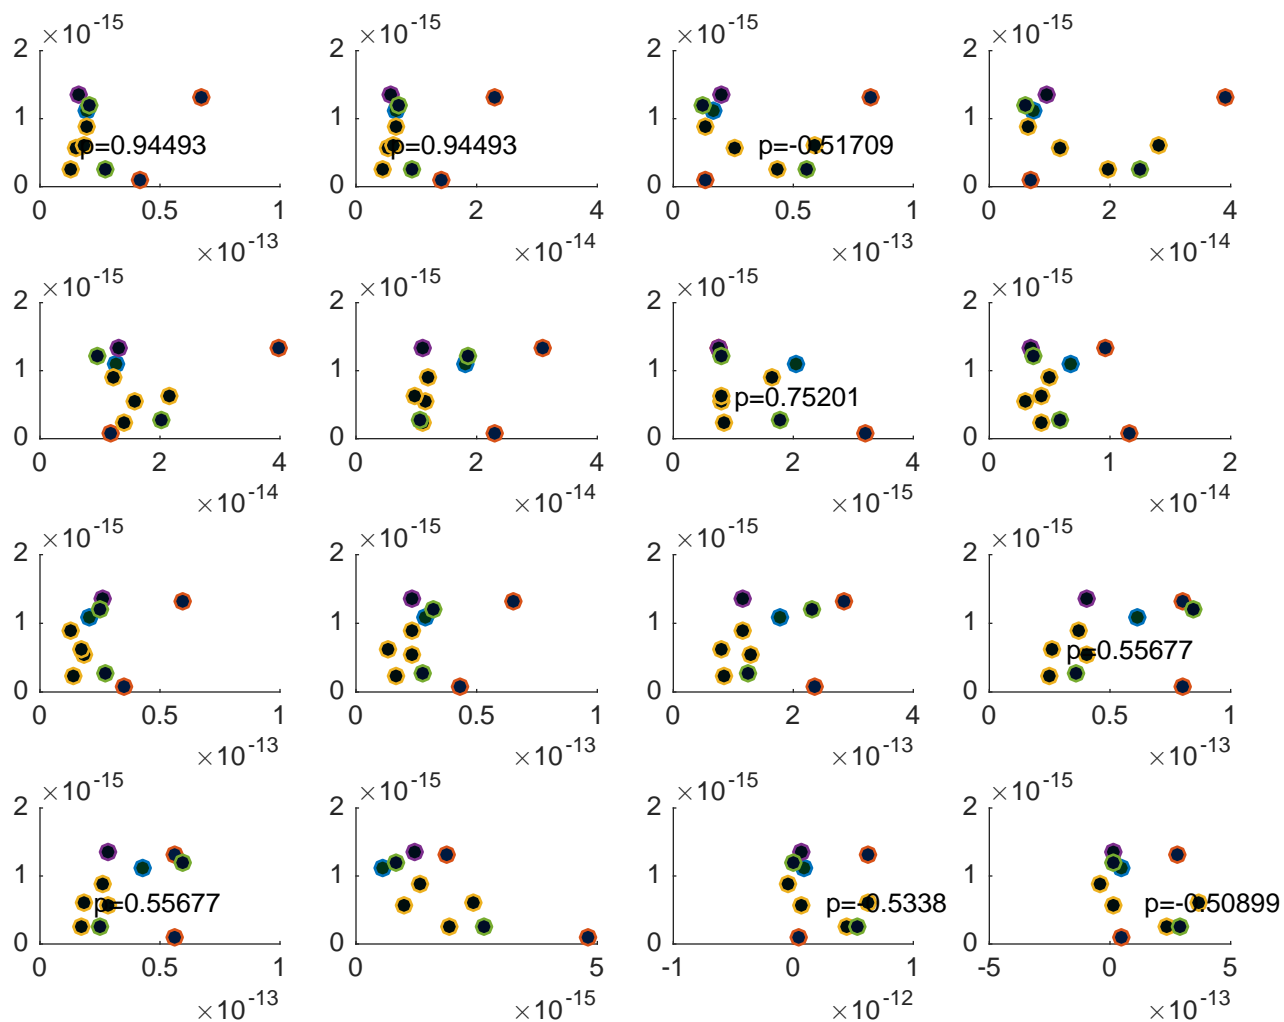 ×10-15 ×10-15 ×10-15 ×10-15
2 2 2 2
1 1 1 1
p=0.94493 p=0.94493 p=-0.51709
0 0 0 0
0 0.5 1 0 2 4 0 0.5 1 0 2 4
×10-13 ×10-14 ×10-13 ×10-14
×10-15 ×10-15 ×10-15 ×10-15
2 2 2 2
1 1 1 1
p=0.75201
0 0 0 0
0 2 4 0 2 4 0 2 4 0 1 2
×10-14 ×10-14 ×10-15 ×10-14
×10-15 ×10-15 ×10-15 ×10-15
2 2 2 2
1 1 1 1
p=0.55677
0 0 0 0
0 0.5 1 0 0.5 1 0 2 4 0 0.5 1
×10-13 ×10-13 ×10-13 ×10-13
×10-15 ×10-15 ×10-15 ×10-15
2 2 2 2
1 1 1 1
p=0.55677 p=-0.5338 p=-0.50899
0 0 0 0
0 0.5 1 0 5 -1 0 1 -5 0 5
×10-13 ×10-15 ×10-12 ×10-13